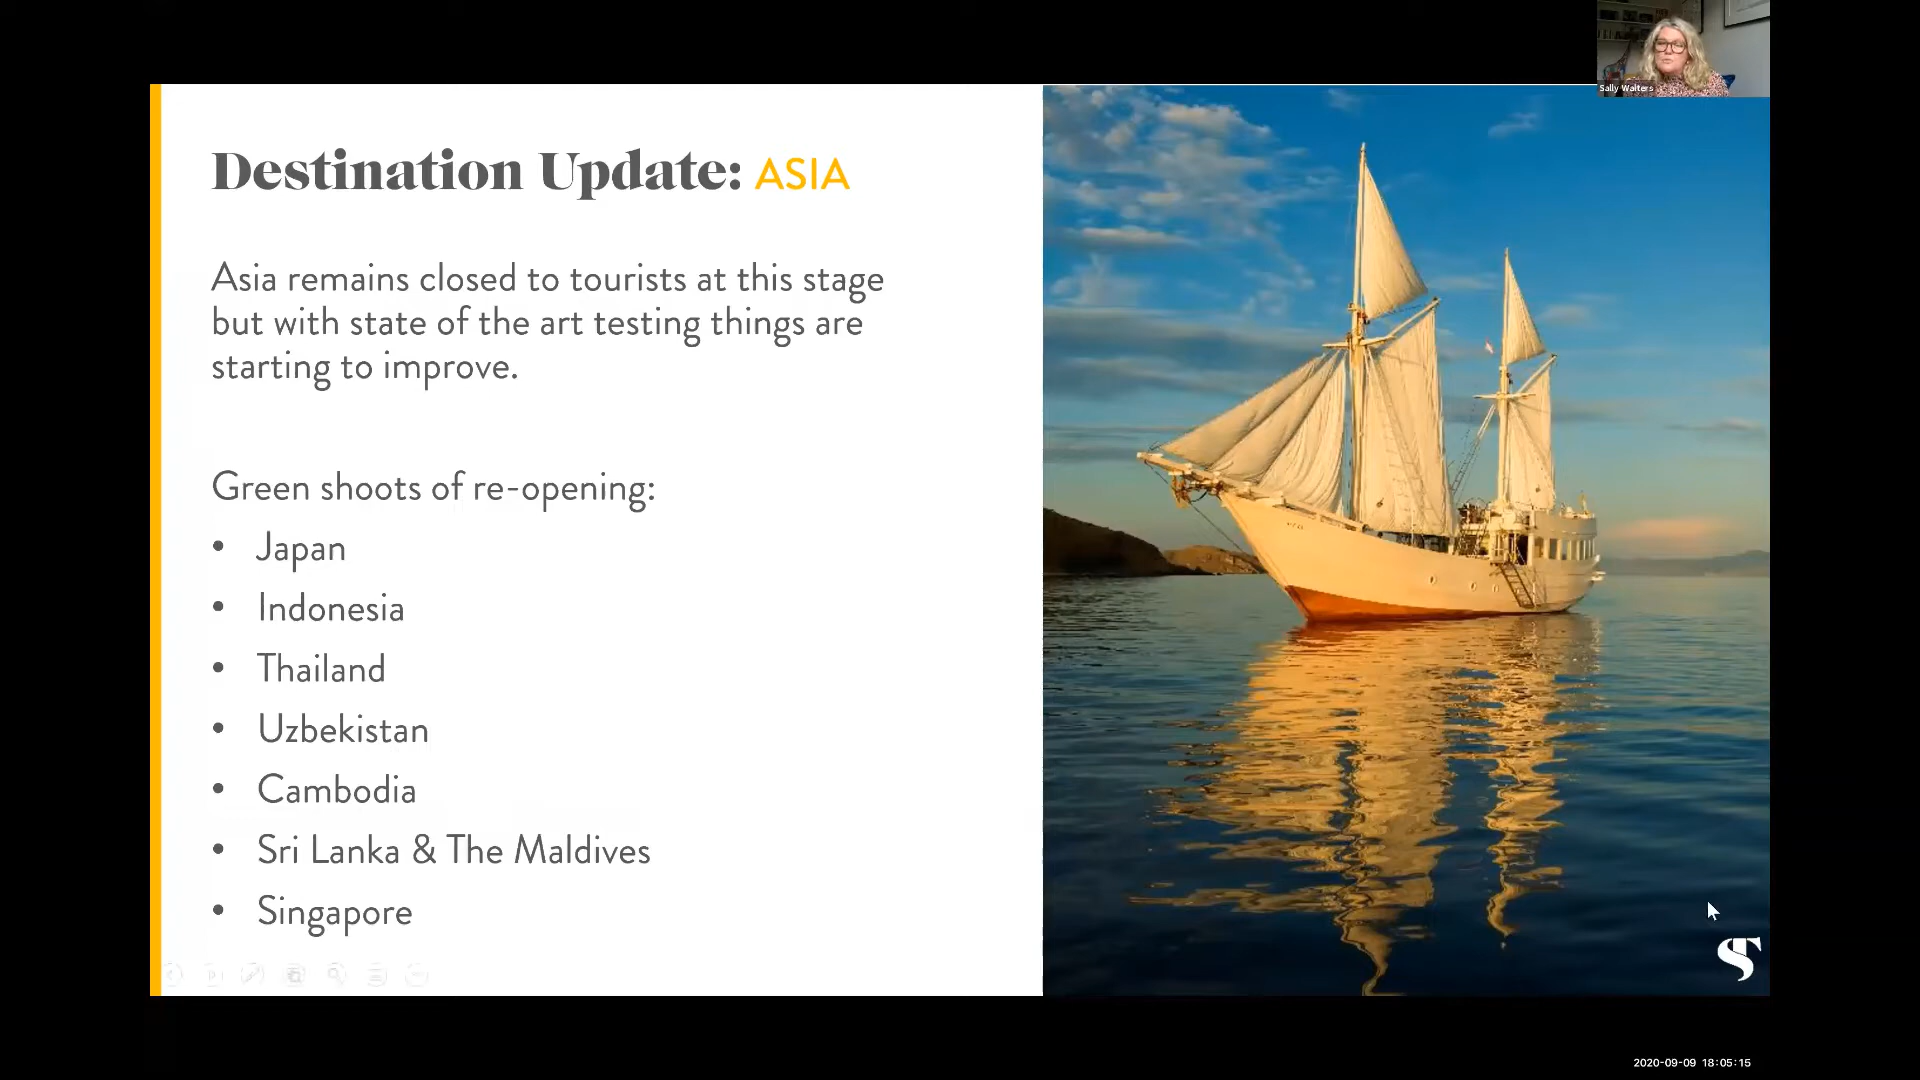 Sally Walters
Destination Update: ASIA
Asia remains closed to tourists at this stage
but with state of the art testing things are
starting to improve.
Green shoots of re-opening:
• Japan
• Indonesia
• Thailand
• Uzbekistan
• Cambodia
• Sri Lanka & The Maldives
• Singapore
2020-09-09 18:05:15